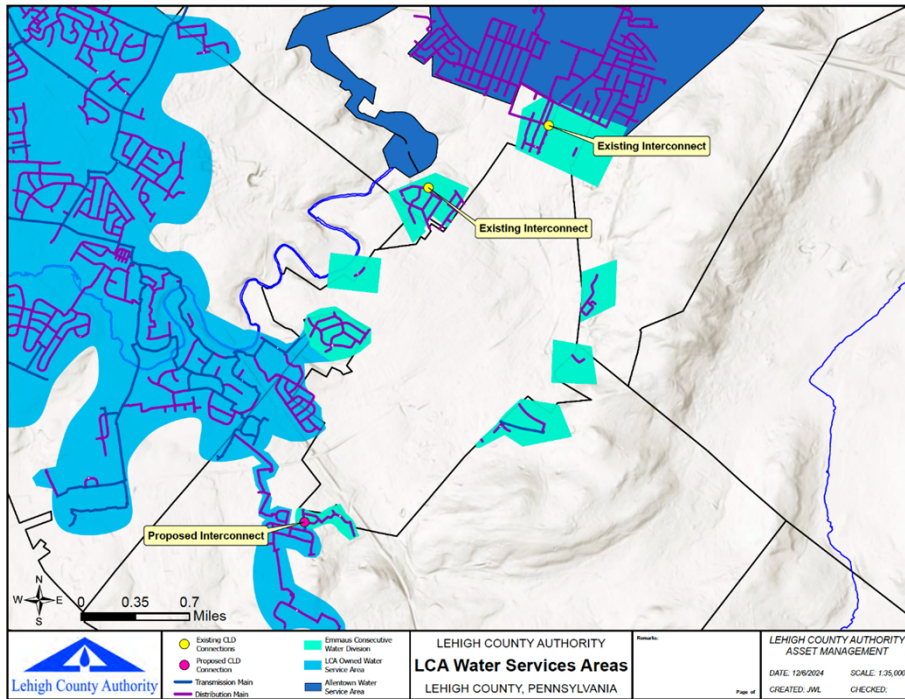 Existing Interconnect
Existing Interconnect
Proposed Interconnect
N
W E
S
0 0.35 0.7
Miles
Lehigh County Authority
Existing CLD
Connections
Proposed CLD
Connection
Transmission Main
Distribution Main
Emmaus Consecutive
Water Division
LCA Owned Water
Service Area
Allentown Water
Service Area
LEHIGH COUNTY AUTHORITY
LCA Water Services Areas
LEHIGH COUNTY, PENNSYLVANIA
Remarks:
Page of
LEHIGH COUNTY AUTHORITY
ASSET MANAGEMENT
DATE: 12/6/2024 SCALE: 1:35,000
CREATED: JWL CHECKED: